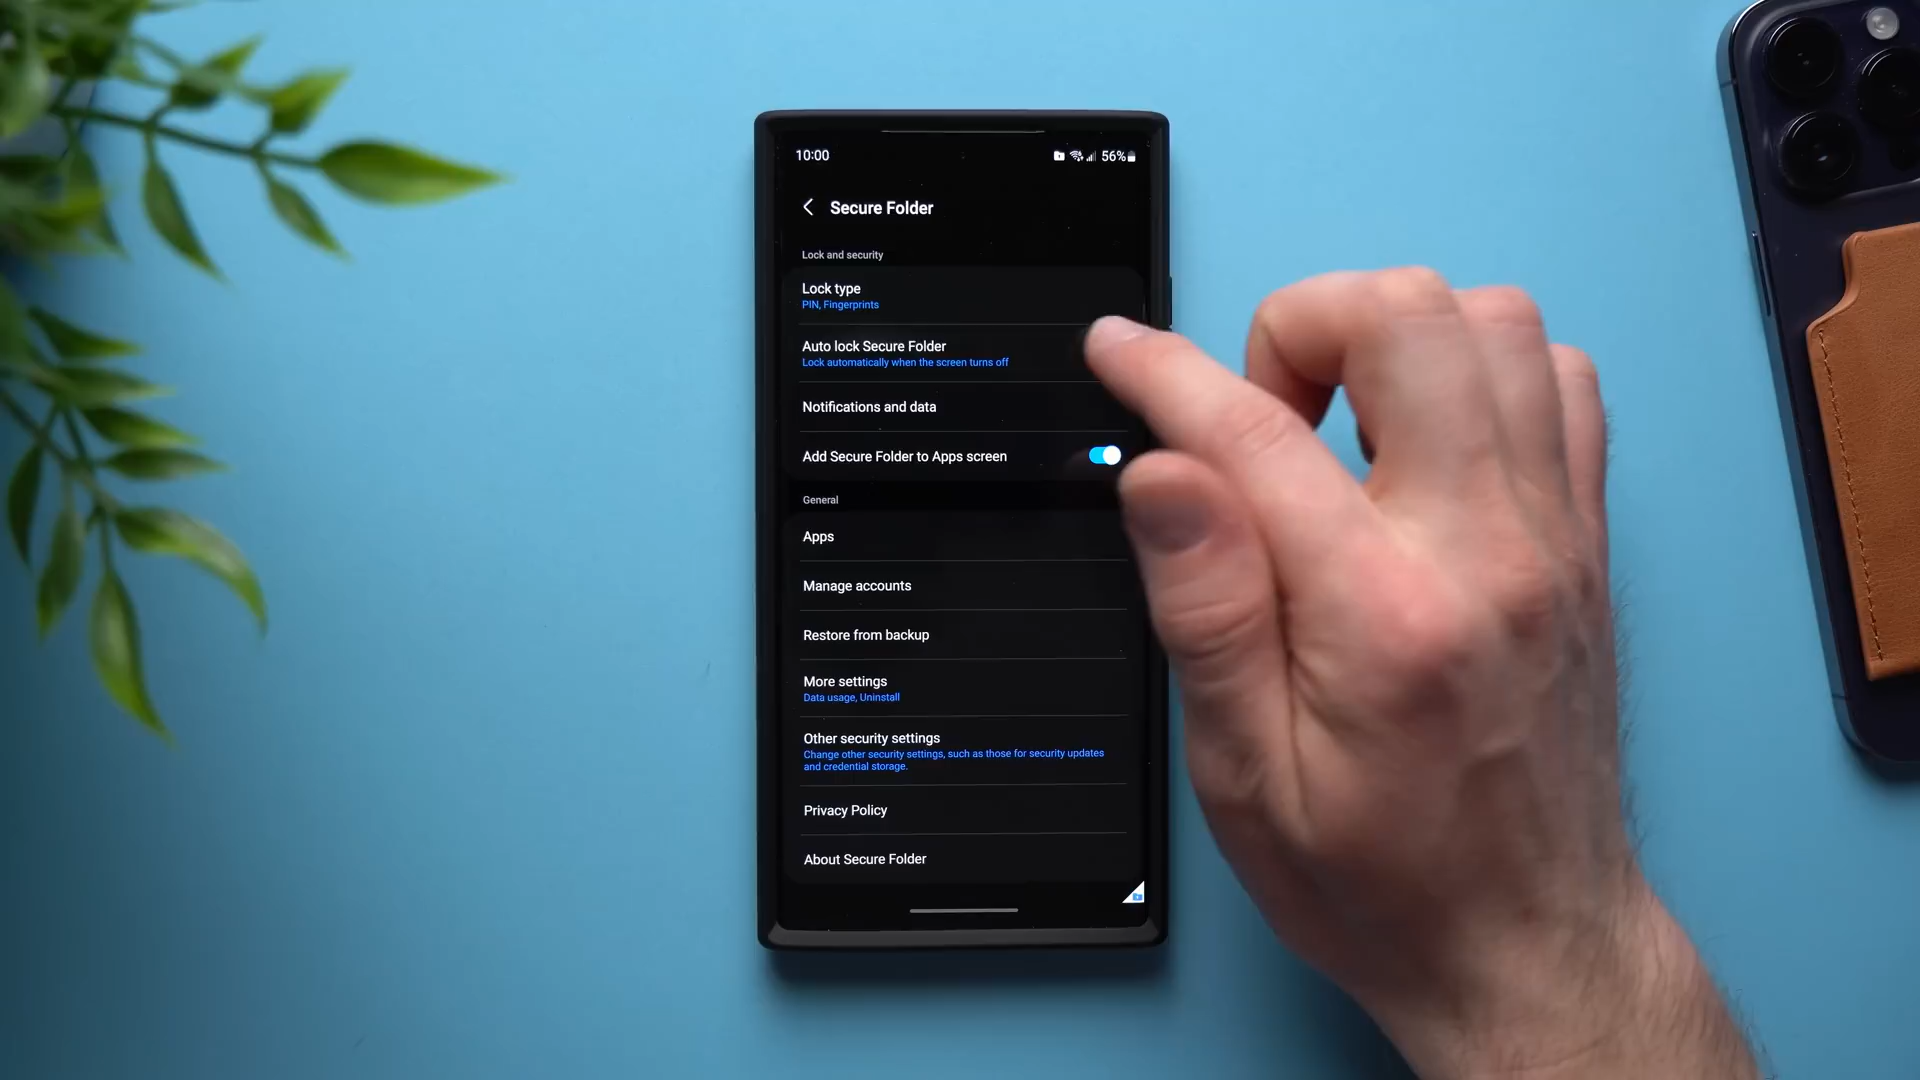 10:00
56%
Secure Folder
Lock and security
Lock type
PIN, Fingerprints
Auto lock Secure Folder
Lock automatically when the screen turns off
Notifications and data
Add Secure Folder to Apps screen
General
Apps
Manage accounts
Restore from backup
More settings
Data usage, Uninstall
Other security settings
Change other security settings, such as those for security updates
and credential storage.
Privacy Policy
About Secure Folder